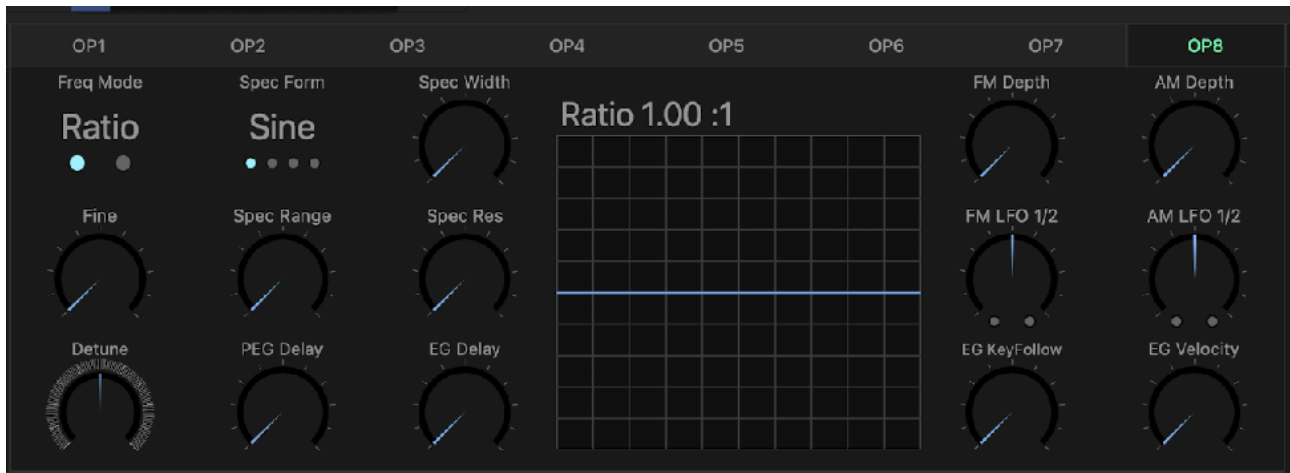 OP1 OP2 OP3 OP4 OP5 OP6 OP7 OP8
Freq Mode Spec Form Spec Width FM Depth AM Depth
Ratio Sine Ratio 1.00 :1
Fine Spec Range Spec Res FM LFO 1/2 AM LFO 1/2
Detune PEG Delay EG Delay EG KeyFollow EG Velocity